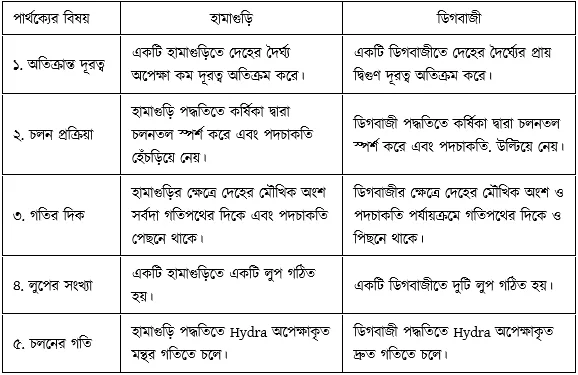 পার্থক্যের বিষয়
হামাগুড়ি
ডিগবাজী
১. অতিক্রান্ত দূরত্ব
একটি হামাগুড়িতে দেহের দৈর্ঘ্য
অপেক্ষা কম দূরত্ব অতিক্রম করে।
একটি ডিগবাজীতে দেহের দৈর্ঘ্যের প্রায়
দ্বিগুণ দূরত্ব অতিক্রম করে।
২. চলন প্রক্রিয়া
হামাগুড়ি পদ্ধতিতে কর্ষিকা দ্বারা
চলনতল স্পর্শ করে এবং পদচাকতি
হেঁচড়িয়ে নেয়।
ডিগবাজী পদ্ধতিতে কর্ষিকা দ্বারা চলনতল
স্পর্শ করে এবং পদচাকতি. উল্টিয়ে নেয়।
৩. গতির দিক
হামাগুড়ির ক্ষেত্রে দেহের মৌখিক অংশ
সর্বদা গতিপথের দিকে এবং পদচাকতি
পেছনে থাকে।
ডিগবাজীর ক্ষেত্রে দেহের মৌখিক অংশ ও
পদচাকতি পর্যায়ক্রমে গতিপথের দিকে ও
পিছনে থাকে।
৪. লুপের সংখ্যা
একটি হামাগুড়িতে একটি লুপ গঠিত
হয়।
একটি ডিগবাজীতে দুটি লুপ গঠিত হয়।
৫. চলনের গতি
হামাগুড়ি পদ্ধতিতে Hydra অপেক্ষাকৃত
মন্থর গতিতে চলে।
ডিগবাজী পদ্ধতিতে Hydra অপেক্ষাকৃত
দ্রুত গতিতে চলে।